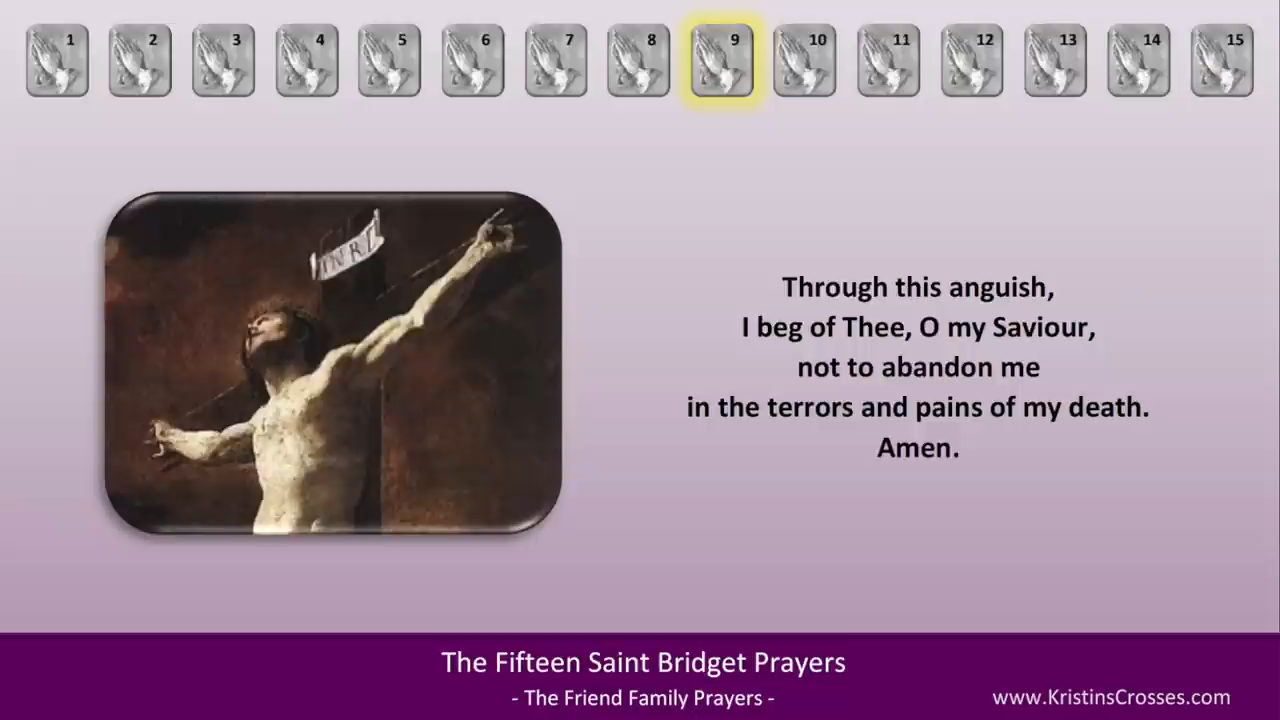 1 2 3 4 5 6 7 8 9 10 11 12 13 14 15
INRI
Through this anguish,
I beg of Thee, O my Saviour,
not to abandon me
in the terrors and pains of my death.
Amen.
The Fifteen Saint Bridget Prayers
- The Friend Family Prayers -
www.KristinsCrosses.com